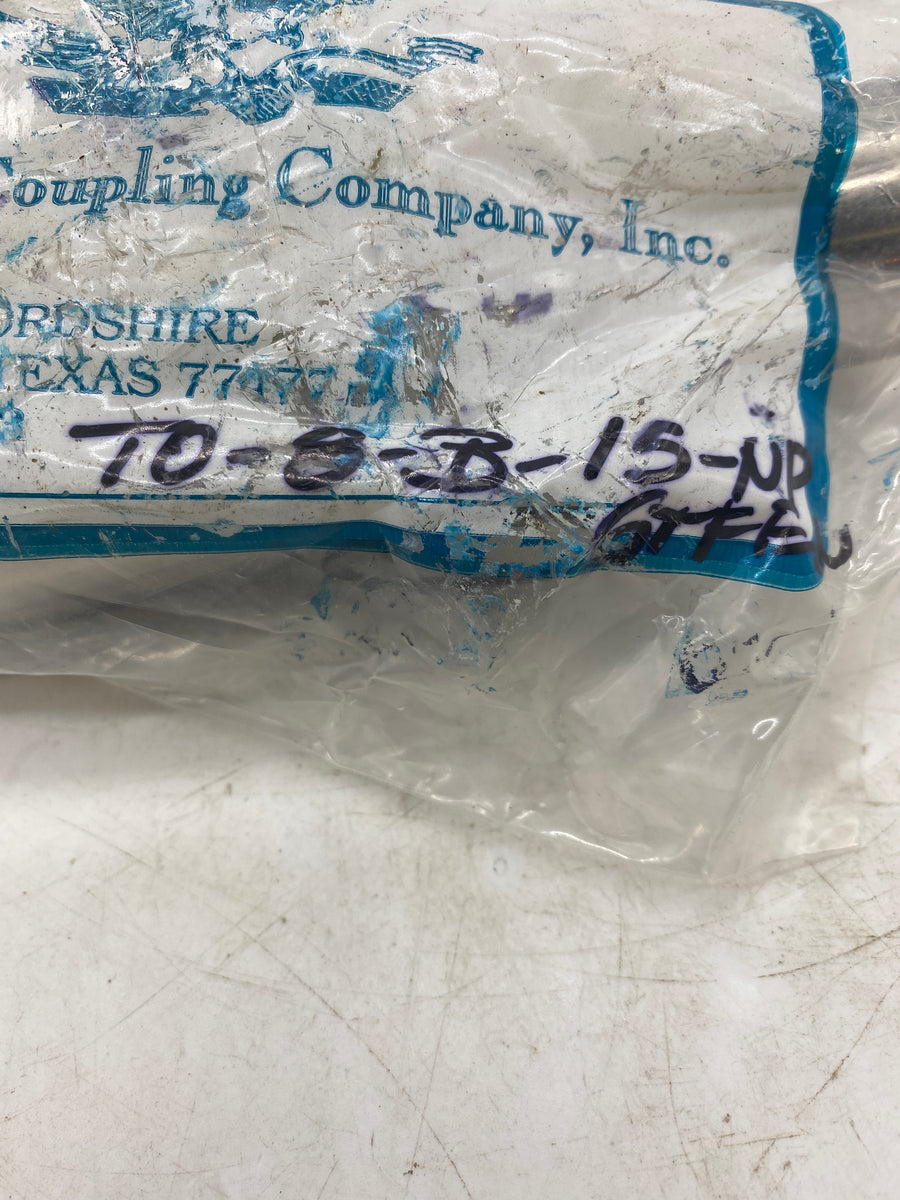 Coupling Company, Inc.
ORDSHIRE
TEXAS 77477
TO-8-B-15-NP